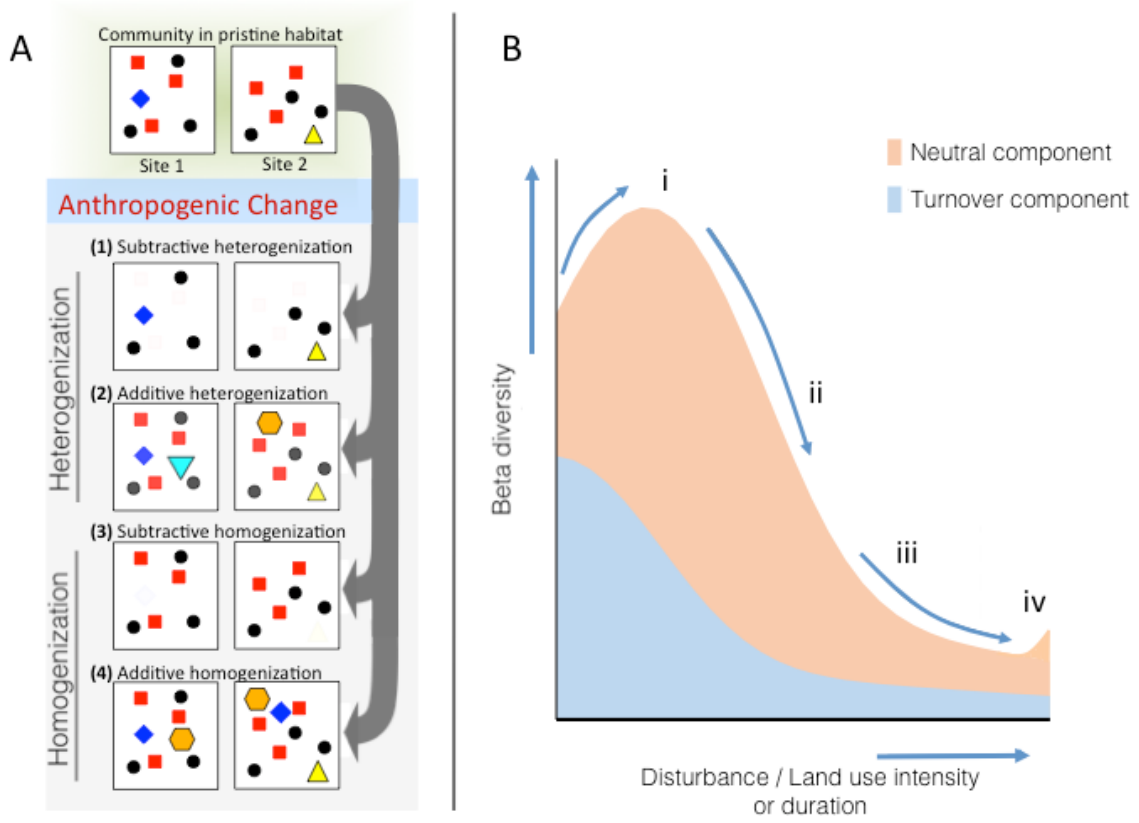 A
Community in pristine habitat
Site 1
Site 2
Anthropogenic Change
Heterogenization
(1) Subtractive heterogenization
(2) Additive heterogenization
Homogenization
(3) Subtractive homogenization
(4) Additive homogenization
B
Neutral component
Turnover component
Beta diversity
i
ii
iii
iv
Disturbance / Land use intensity
or duration